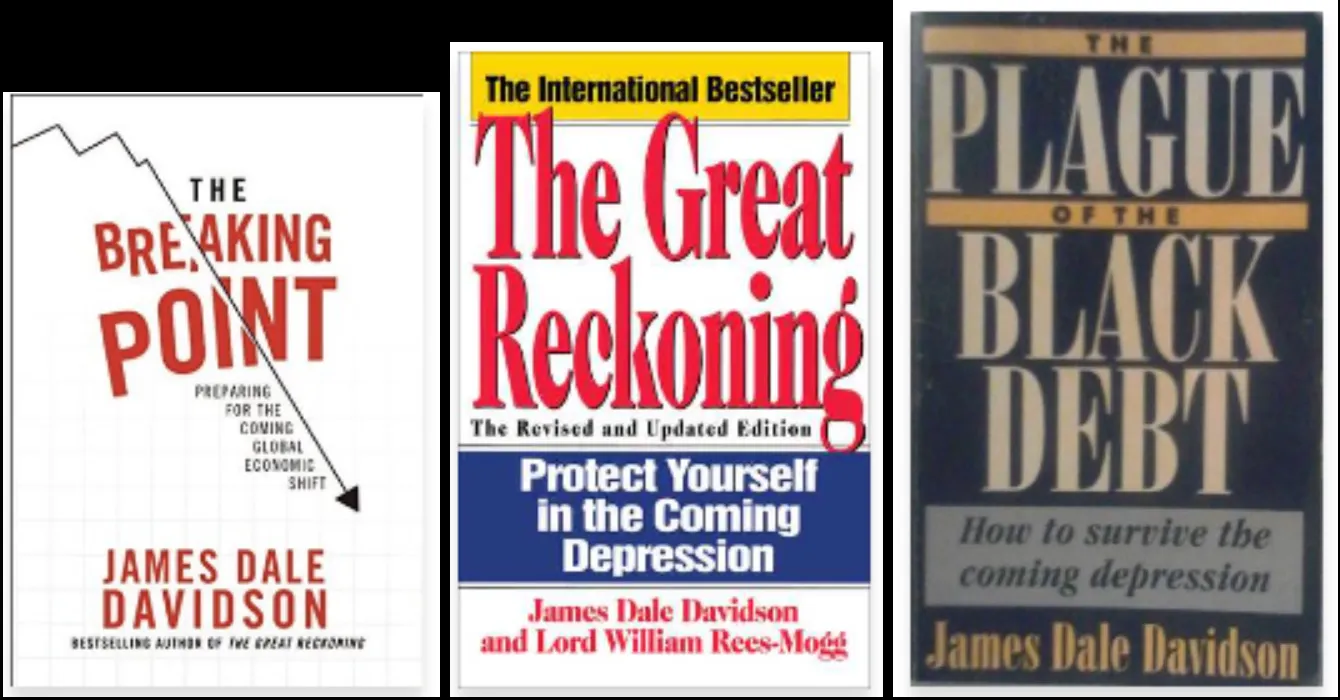 THE
BREAKING
POINT
PREPARING
FOR THE
COMING
GLOBAL
ECONOMIC
SHIFT
JAMES DALE
DAVIDSON
BESTSELLING AUTHOR OF THE GREAT RECKONING
The International Bestseller
The Great
Reckoning
The Revised and Updated Edition
Protect Yourself
in the Coming
Depression
James Dale Davidson
and Lord William Rees-Mogg
THE
PLAGUE
OF THE
BLACK
DEBT
How to survive the
coming depression
James Dale Davidson